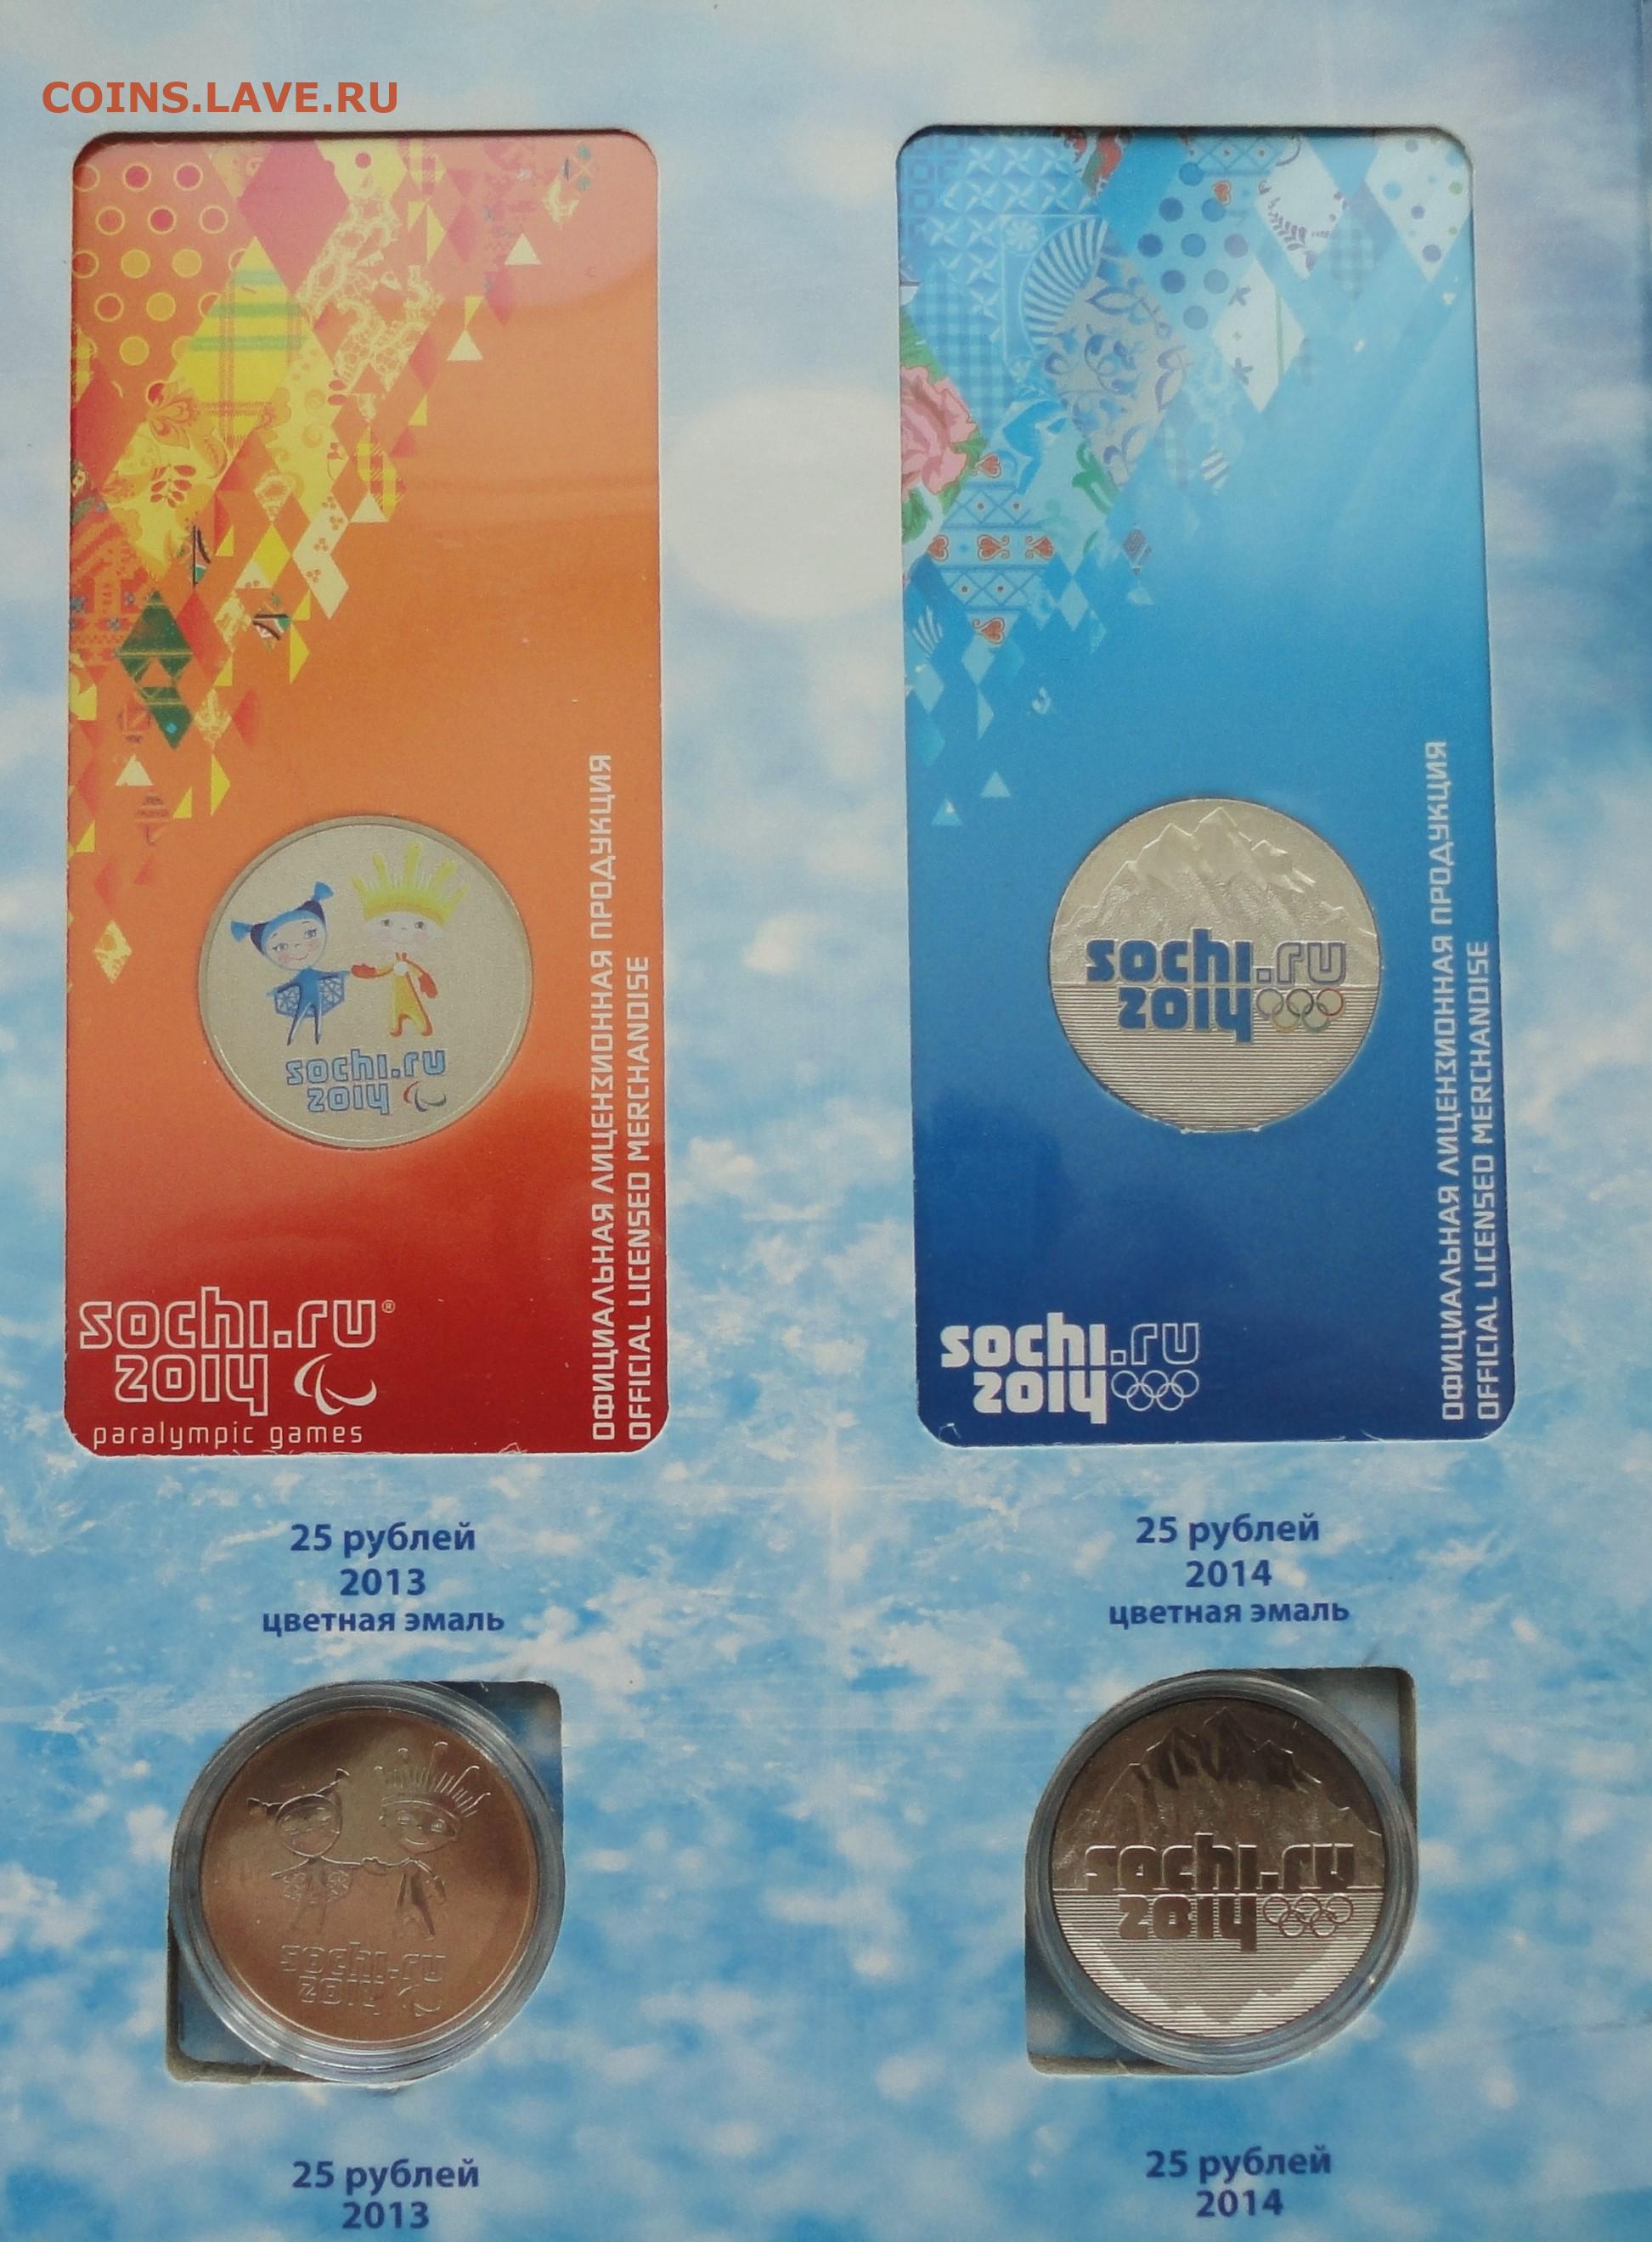 COINS.LAVE.RU
sochi.ru
2014
ОФИЦИАЛЬНАЯ ЛИЦЕНЗИОННАЯ ПРОДУКЦИЯ
OFFICIAL LICENSED MERCHANDISE
sochi.ru®
2014
paralympic games
sochi.ru
2014
ОФИЦИАЛЬНАЯ ЛИЦЕНЗИОННАЯ ПРОДУКЦИЯ
OFFICIAL LICENSED MERCHANDISE
sochi.ru
2014
25 рублей
2013
цветная эмаль
25 рублей
2014
цветная эмаль
sochi.ru
2014
sochi.ru
2014
25 рублей
2013
25 рублей
2014